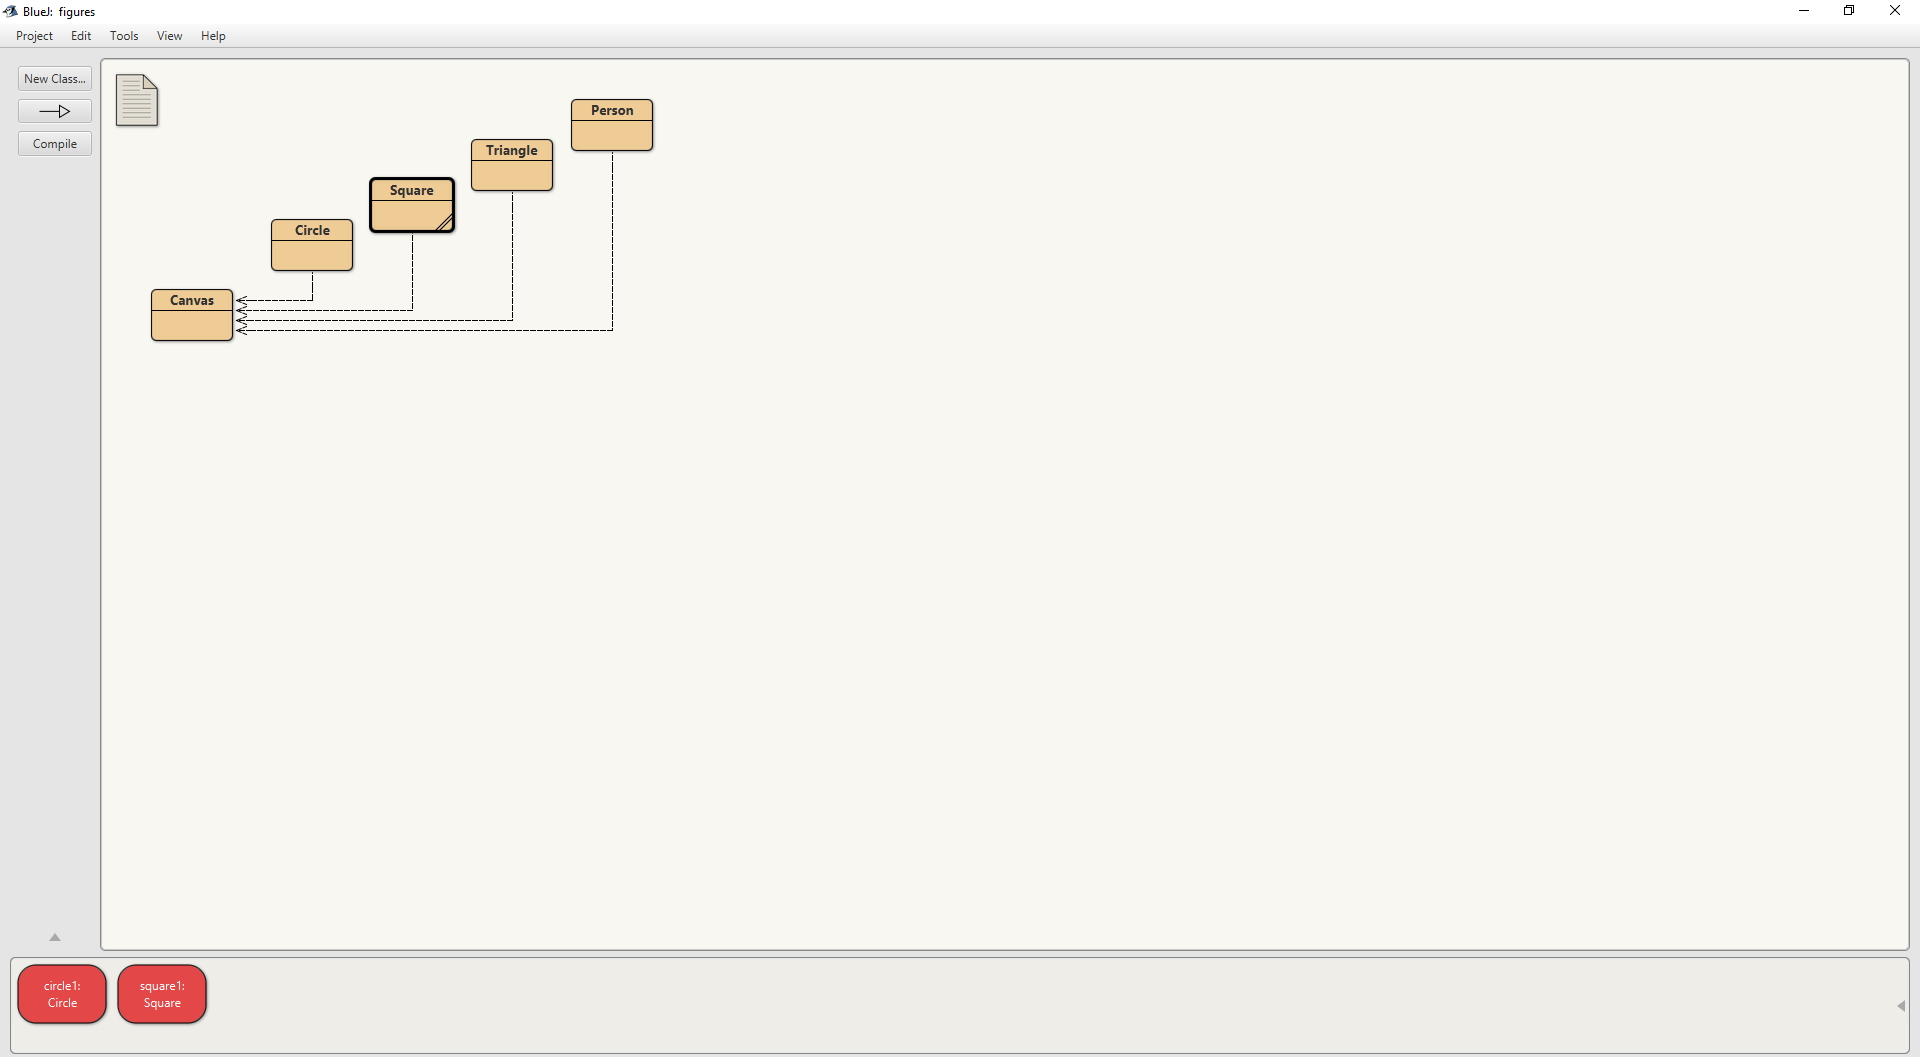 BlueJ: figures
Project Edit Tools View Help
New Class...
Compile
Person
Triangle
Square
Circle
Canvas
circle1:
Circle
square1:
Square